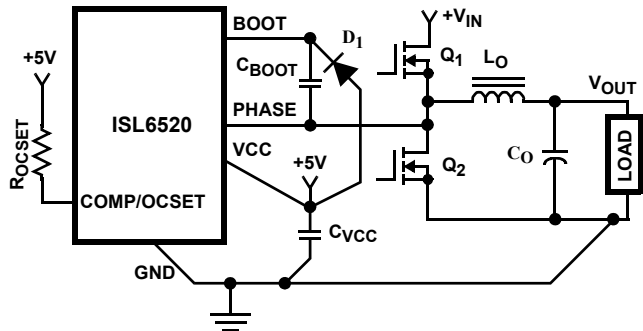 +VIN
BOOT
D1
+5V
Q1
LO
CBOOT
VOUT
ISL6520
PHASE
VCC
+5V
ROCSET
Q2
CO
LOAD
COMP/OCSET
CVCC
GND